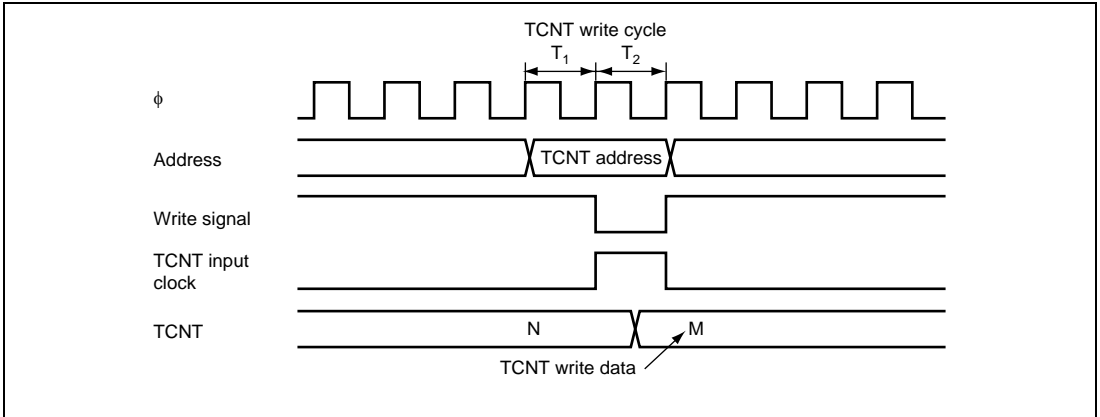 TCNT write cycle
T1 T2
ϕ
Address
TCNT address
Write signal
TCNT input
clock
TCNT
N
M
TCNT write data